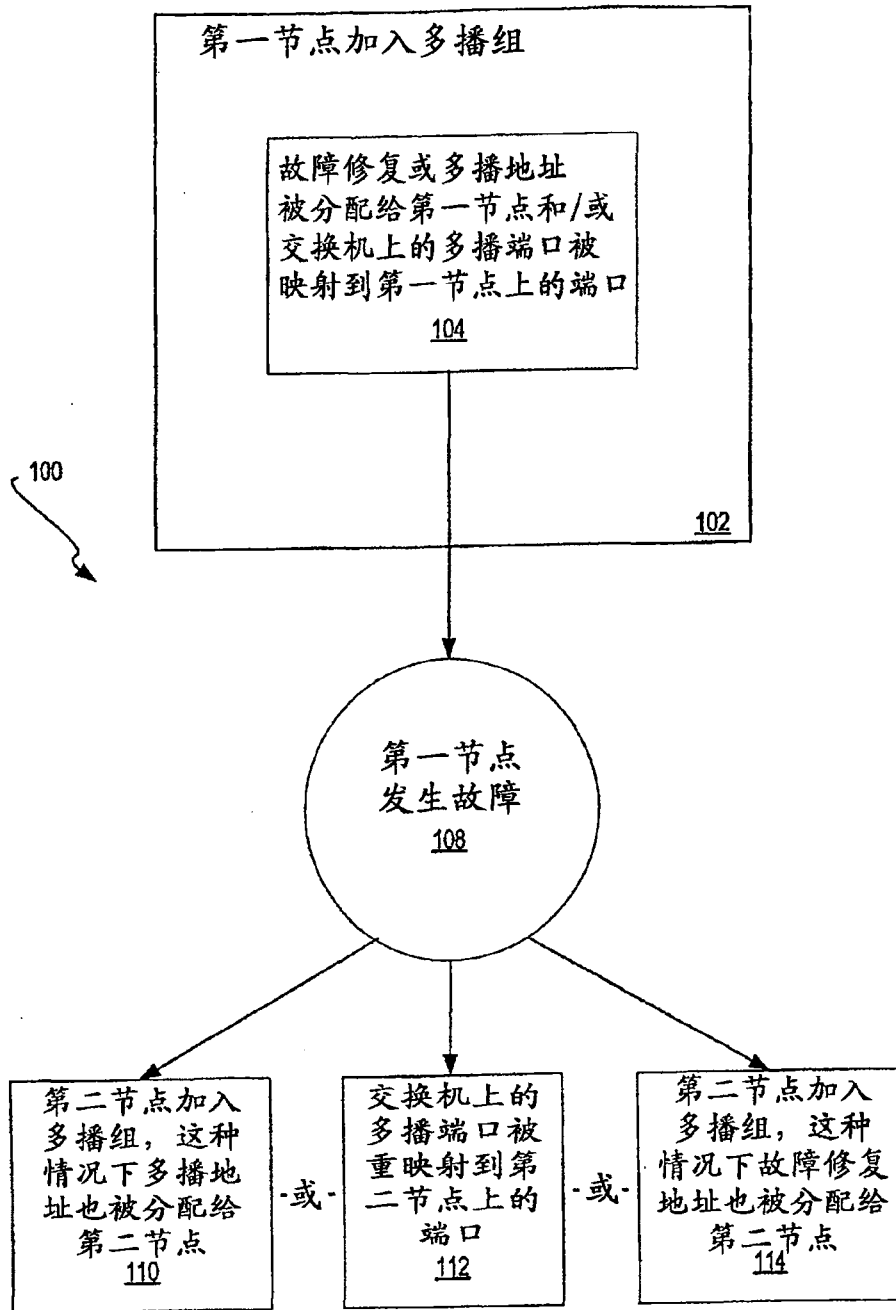 第一节点加入多播组
故障修复或多播地址
被分配给第一节点和/或
交换机上的多播端口被
映射到第一节点上的端口
104
102
100
第一节点
发生故障
108
第二节点加入
多播组，这种
情况下多播地
址也被分配给
第二节点
110
-或-
交换机上的
多播端口被
重映射到第
二节点上的
端口
112
-或-
第二节点加入
多播组，这种
情况下故障修复
地址也被分配给
第二节点
114